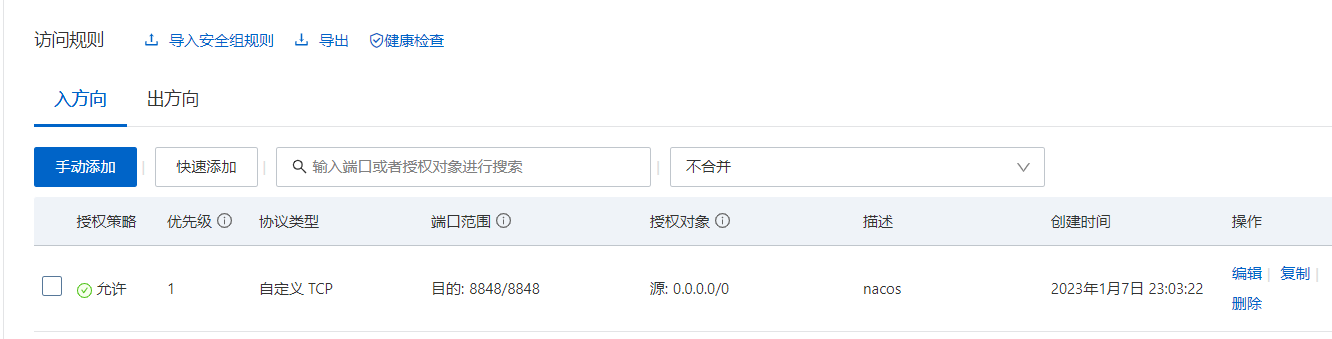 访问规则 导入安全组规则 导出 健康检查
入方向 出方向
手动添加 快速添加 输入端口或者授权对象进行搜索 不合并
授权策略 优先级 协议类型 端口范围 授权对象 描述 创建时间 操作
允许 1 自定义 TCP 目的: 8848/8848 源: 0.0.0.0/0 nacos 2023年1月7日 23:03:22 编辑 复制
删除